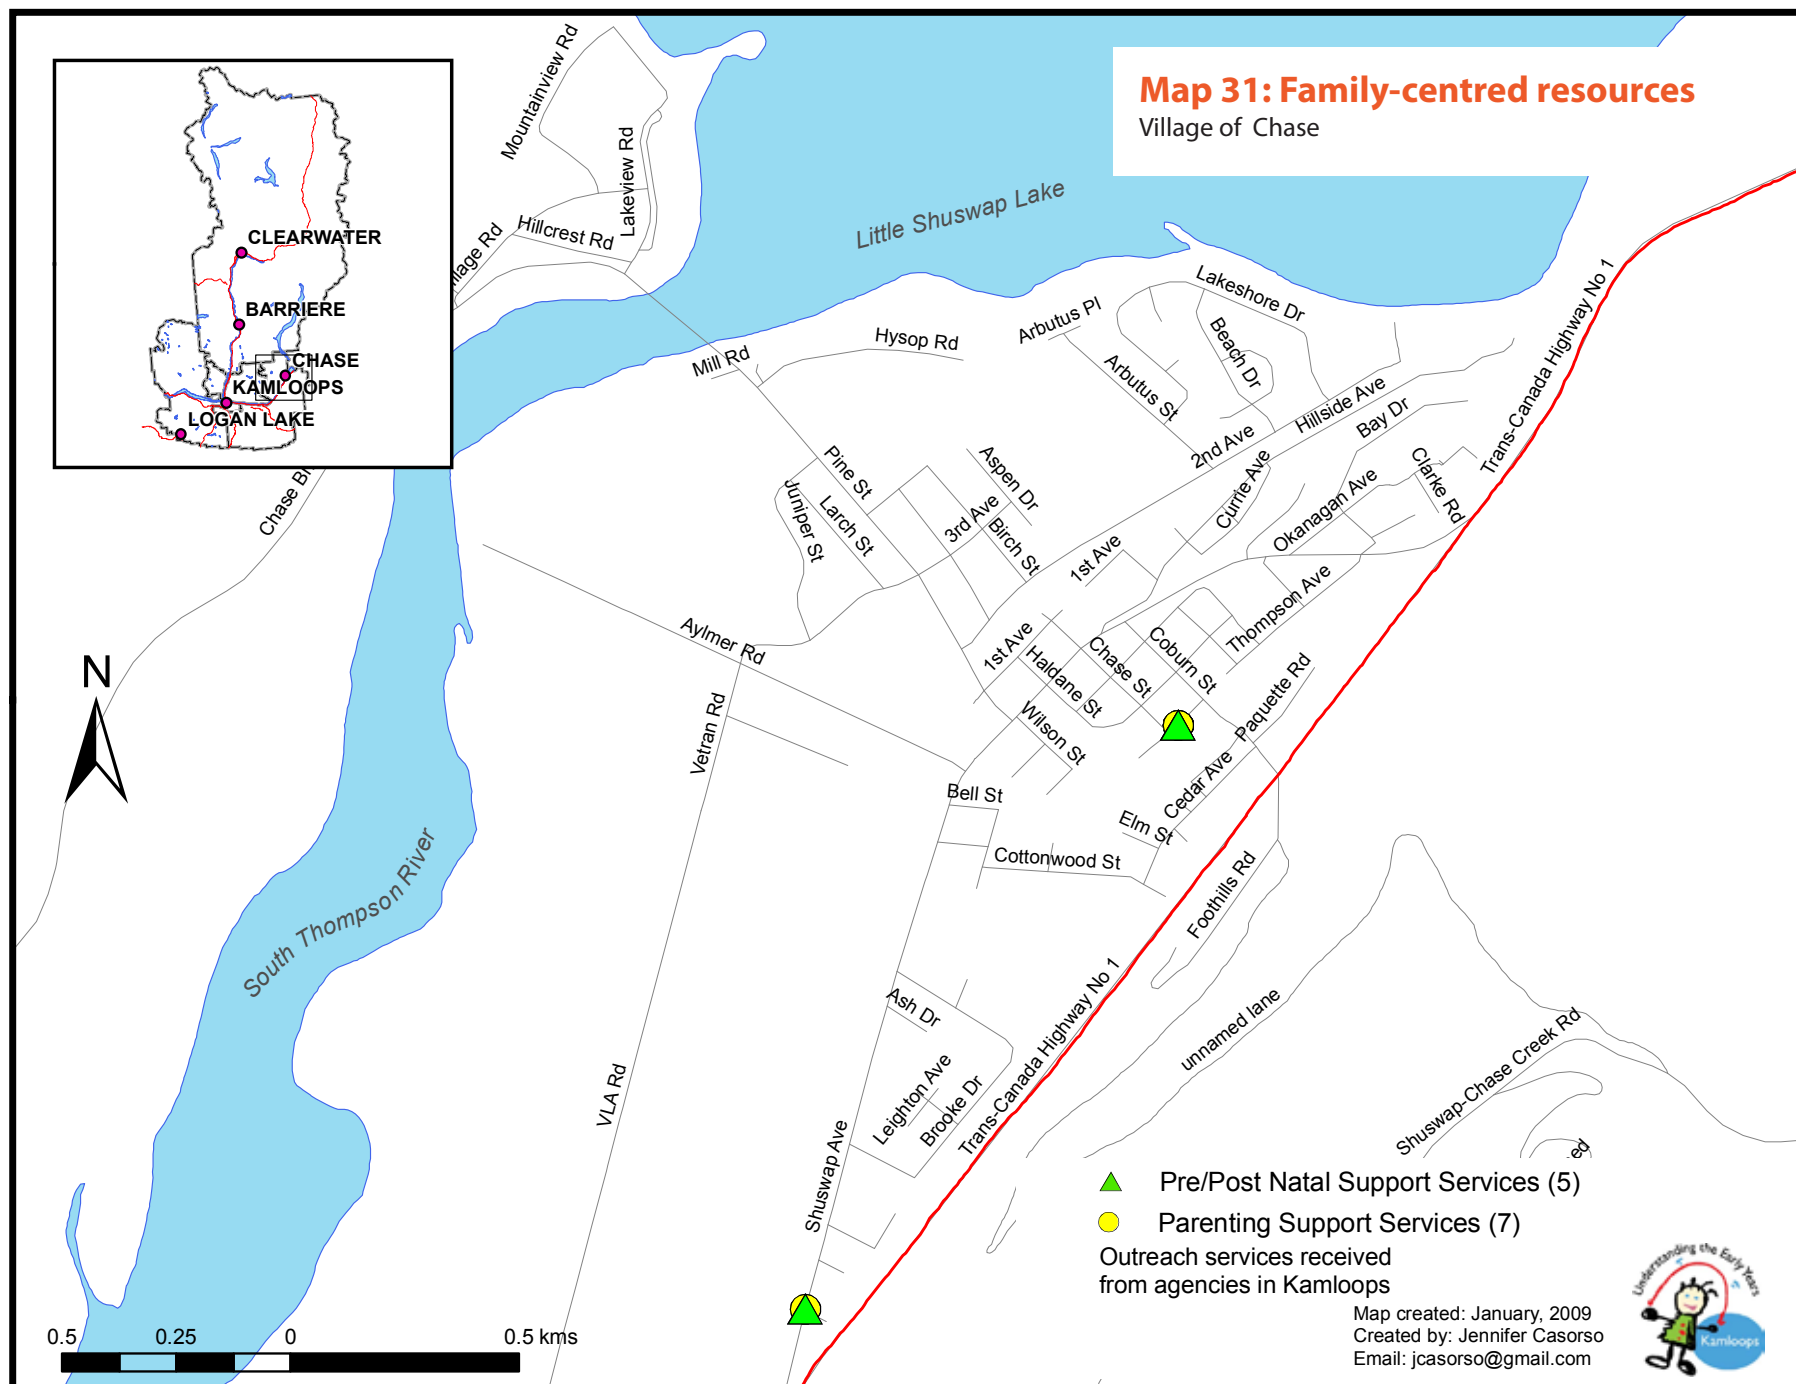 Map 31: Family-centred resources
Village of Chase
CLEARWATER
BARRIERE
CHASE
KAMLOOPS
LOGAN LAKE
Mountainview Rd
Lakeview Rd
Hillcrest Rd
Little Shuswap Lake
Trans-Canada Highway No 1
Lakeshore Dr
Beach Dr
Arbutus Pl
Arbutus St
Hysop Rd
Mill Rd
Hillside Ave
2nd Ave
Bay Dr
Currie Ave
Clarke Rd
Okanagan Ave
Pine St
Aspen Dr
3rd Ave
Birch St
Juniper St
Larch St
1st Ave
Thompson Ave
Aylmer Rd
1st Ave
Haldane St
Chase St
Coburn St
Paquette Rd
Wilson St
Vetran Rd
Cedar Ave
Bell St
Elm St
Cottonwood St
Foothills Rd
N
South Thompson River
Ash Dr
Leighton Ave
Brooke Dr
Trans-Canada Highway No 1
unnamed lane
Shuswap-Chase Creek Rd
VLA Rd
Shuswap Ave
Pre/Post Natal Support Services (5)
Parenting Support Services (7)
Outreach services received
from agencies in Kamloops
Map created: January, 2009
Created by: Jennifer Casorso
Email: jcasorso@gmail.com
Understanding the Early Years
Kamloops
0.5 0.25 0 0.5 kms